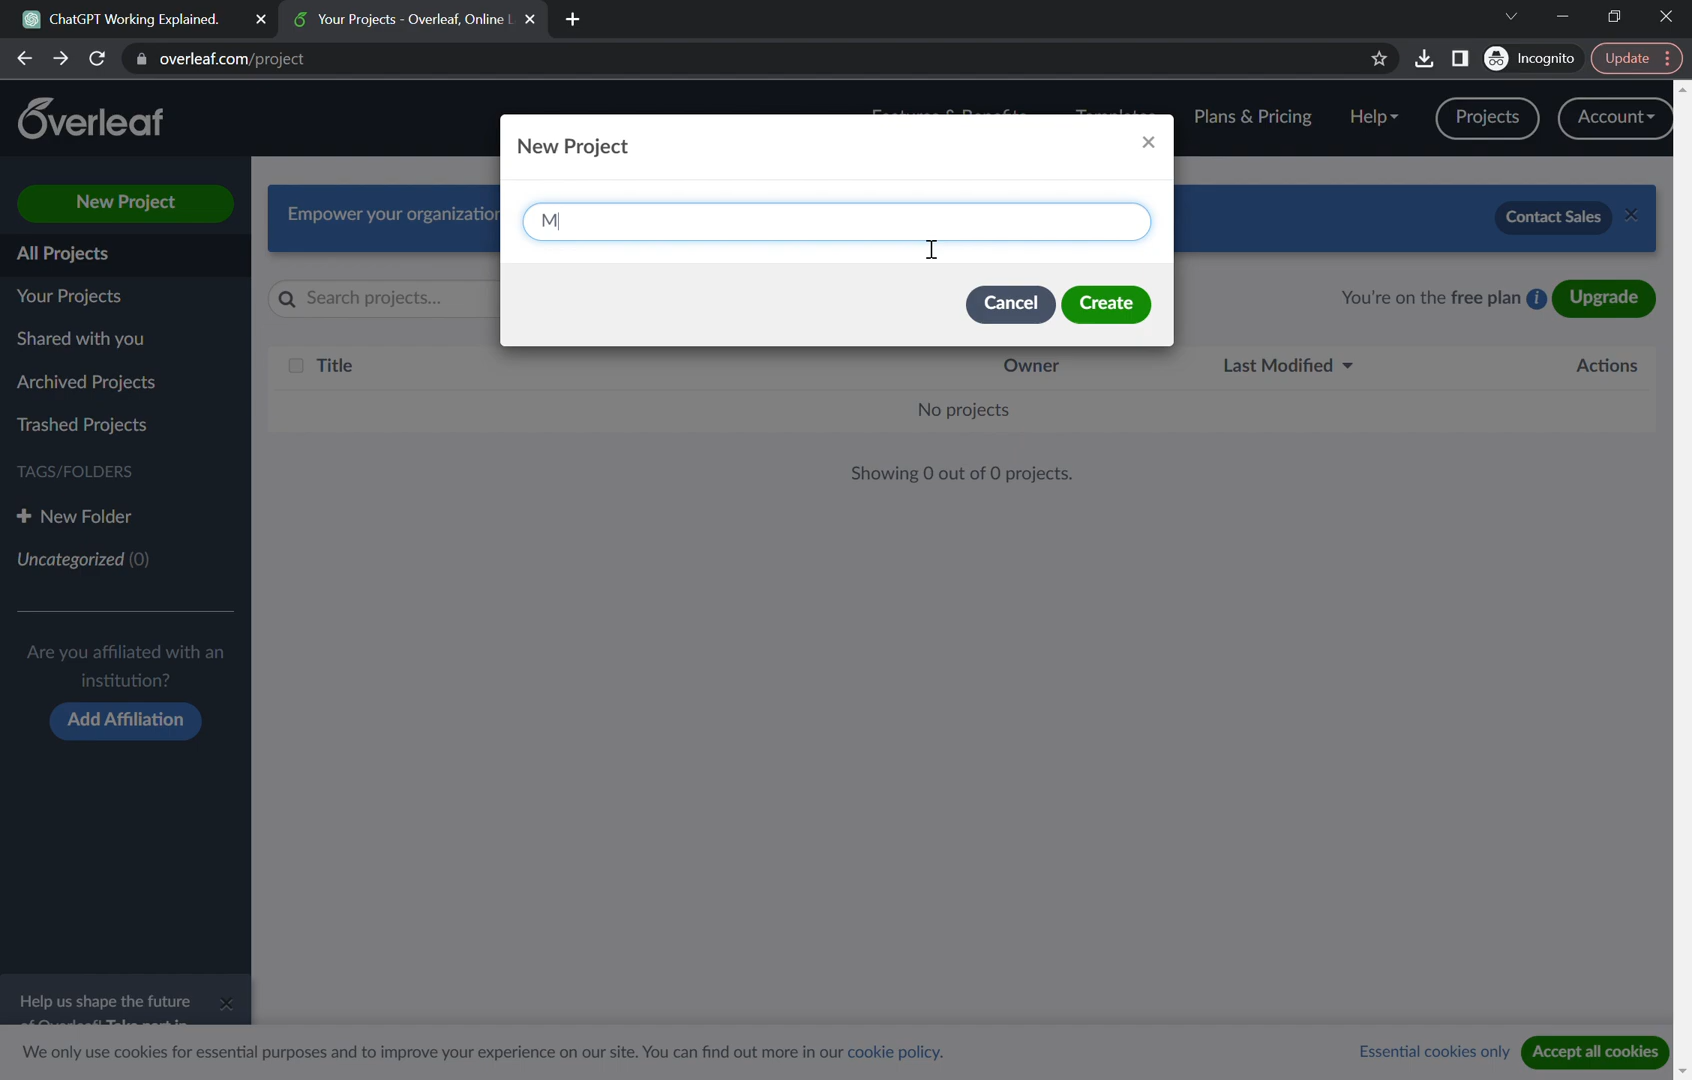 ChatGPT Working Explained.
Your Projects - Overleaf, Online L
overleaf.com/project
Incognito
Update
Overleaf
Features & Benefits
Templates
Plans & Pricing
Help
Projects
Account
New Project
M
Cancel
Create
New Project
All Projects
Your Projects
Shared with you
Archived Projects
Trashed Projects
TAGS/FOLDERS
New Folder
Uncategorized (0)
Are you affiliated with an
institution?
Add Affiliation
Help us shape the future
of Overleaf! Take part in
Empower your organization
Contact Sales
Search projects...
You're on the free plan
Upgrade
Title
Owner
Last Modified
Actions
No projects
Showing 0 out of 0 projects.
We only use cookies for essential purposes and to improve your experience on our site. You can find out more in our cookie policy.
Essential cookies only
Accept all cookies